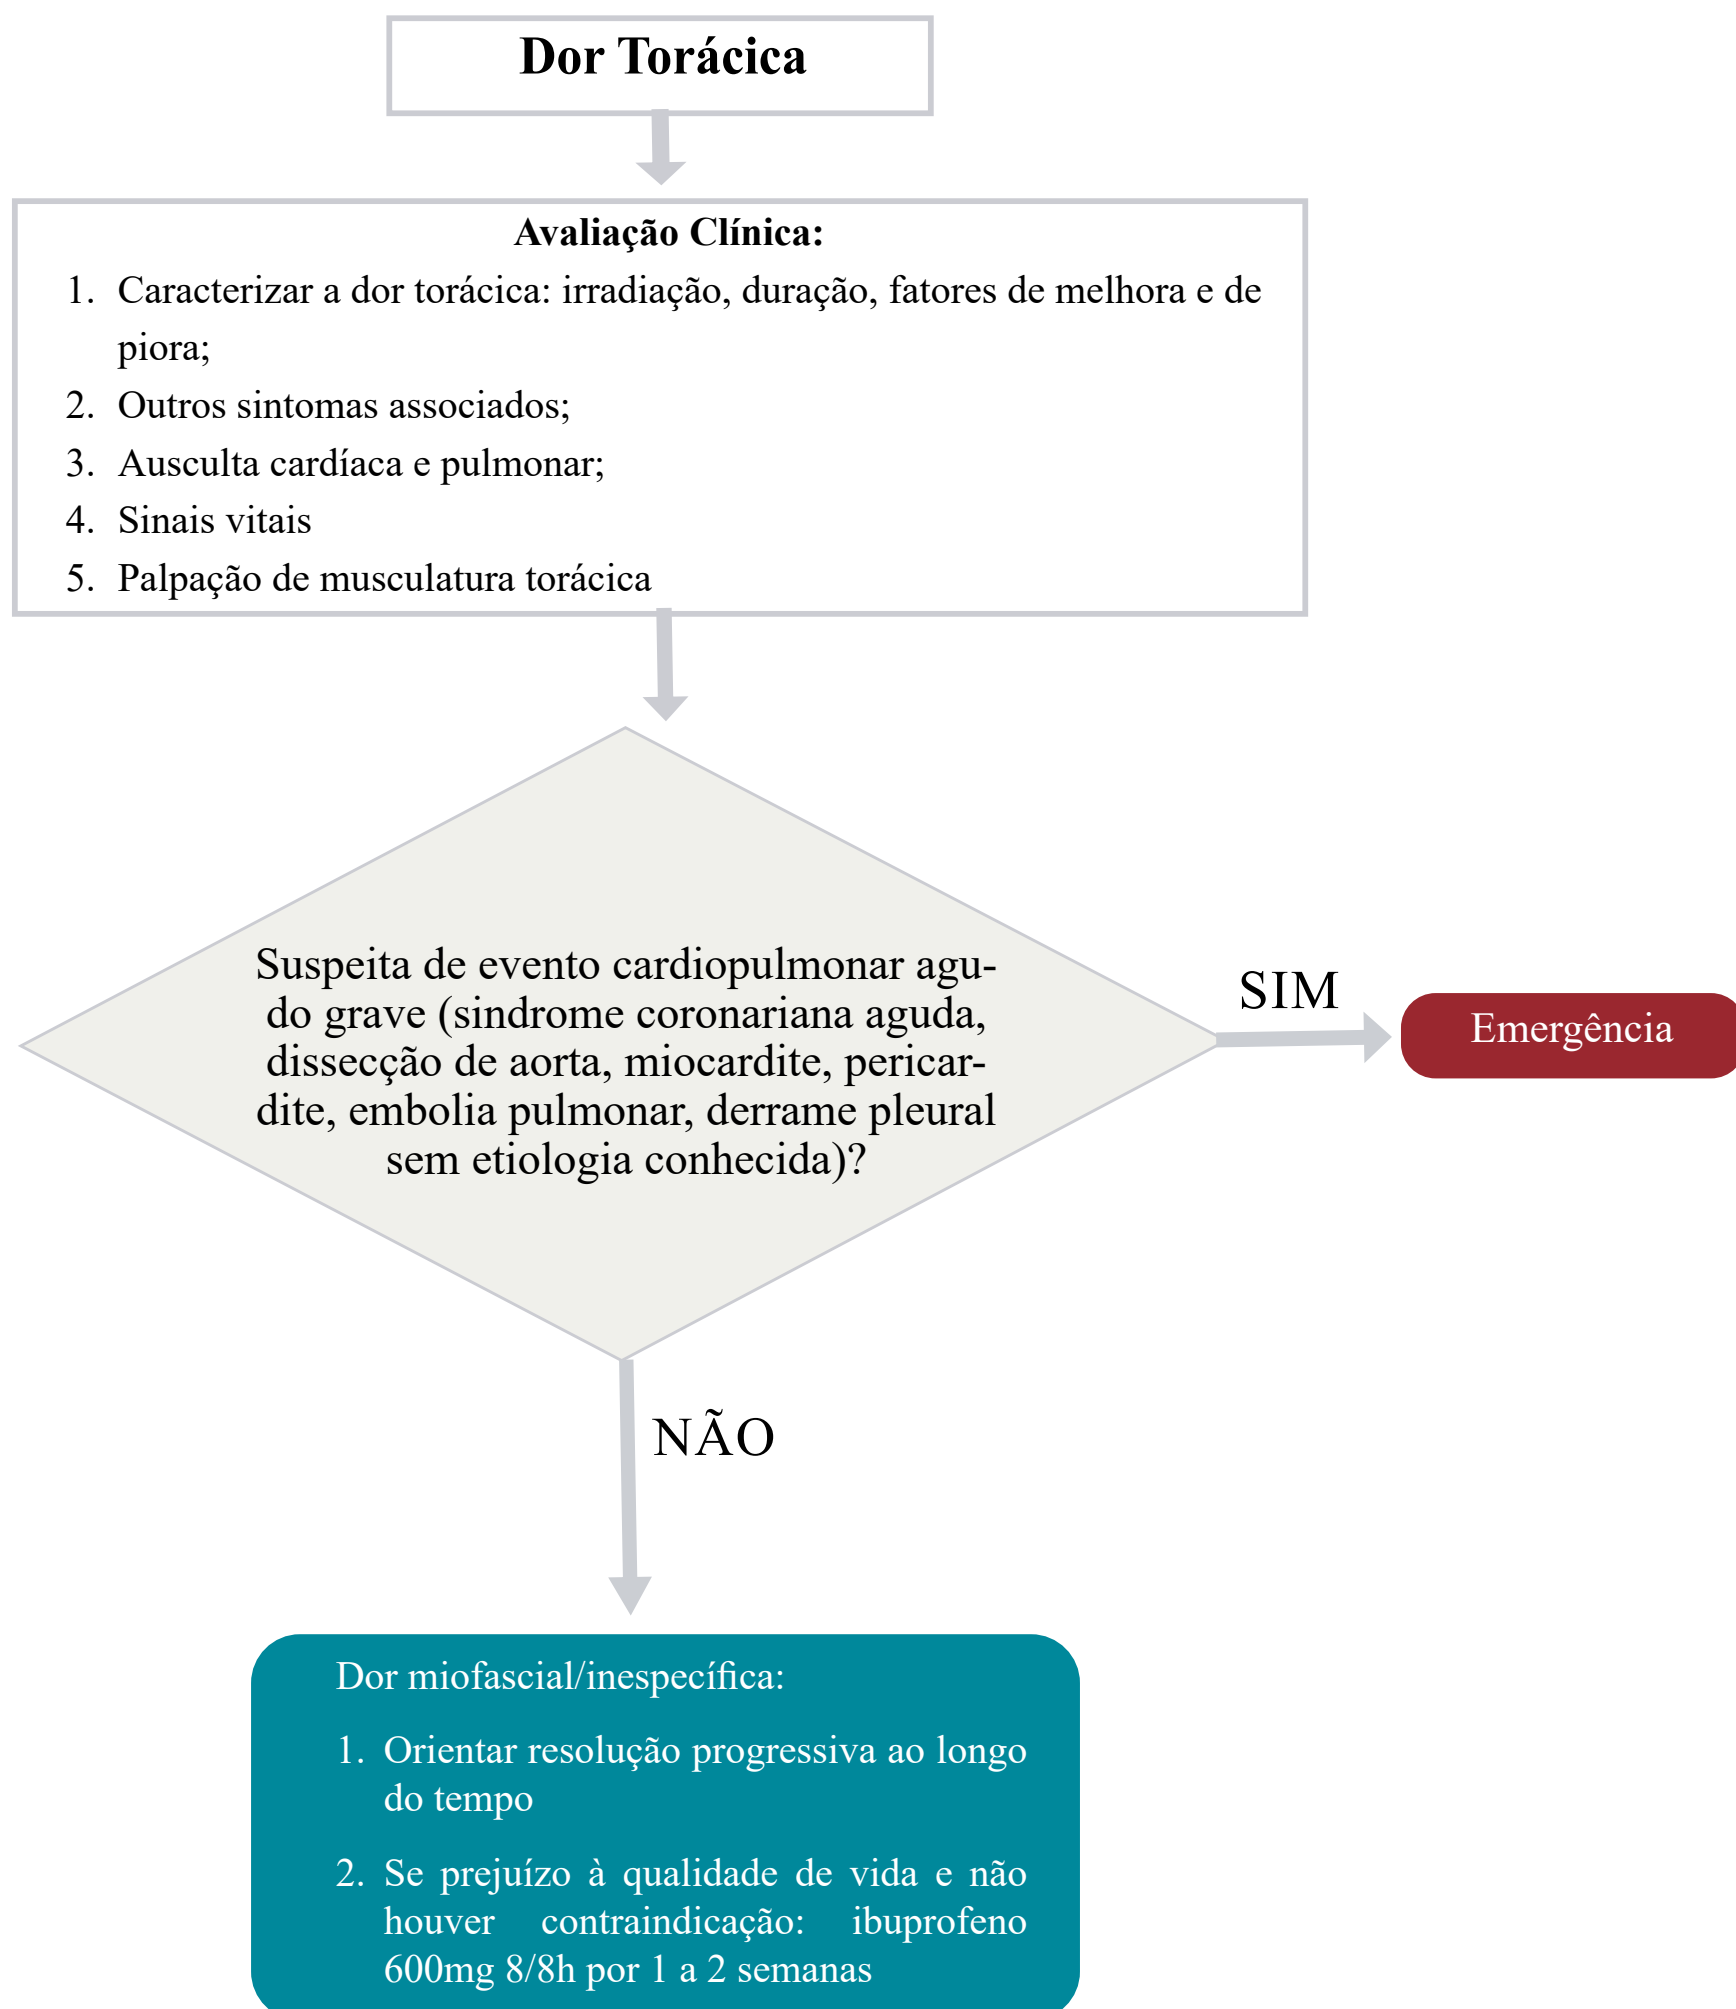 Dor Torácica
Avaliação Clínica:
1. Caracterizar a dor torácica: irradiação, duração, fatores de melhora e de
piora;
2. Outros sintomas associados;
3. Ausculta cardíaca e pulmonar;
4. Sinais vitais
5. Palpação de musculatura torácica
Suspeita de evento cardiopulmonar agu-
do grave (sindrome coronariana aguda,
dissecção de aorta, miocardite, pericar-
dite, embolia pulmonar, derrame pleural
sem etiologia conhecida)?
SIM
Emergência
NÃO
Dor miofascial/inespecífica:
1. Orientar resolução progressiva ao longo
do tempo
2. Se prejuízo à qualidade de vida e não
houver contraindicação: ibuprofeno
600mg 8/8h por 1 a 2 semanas